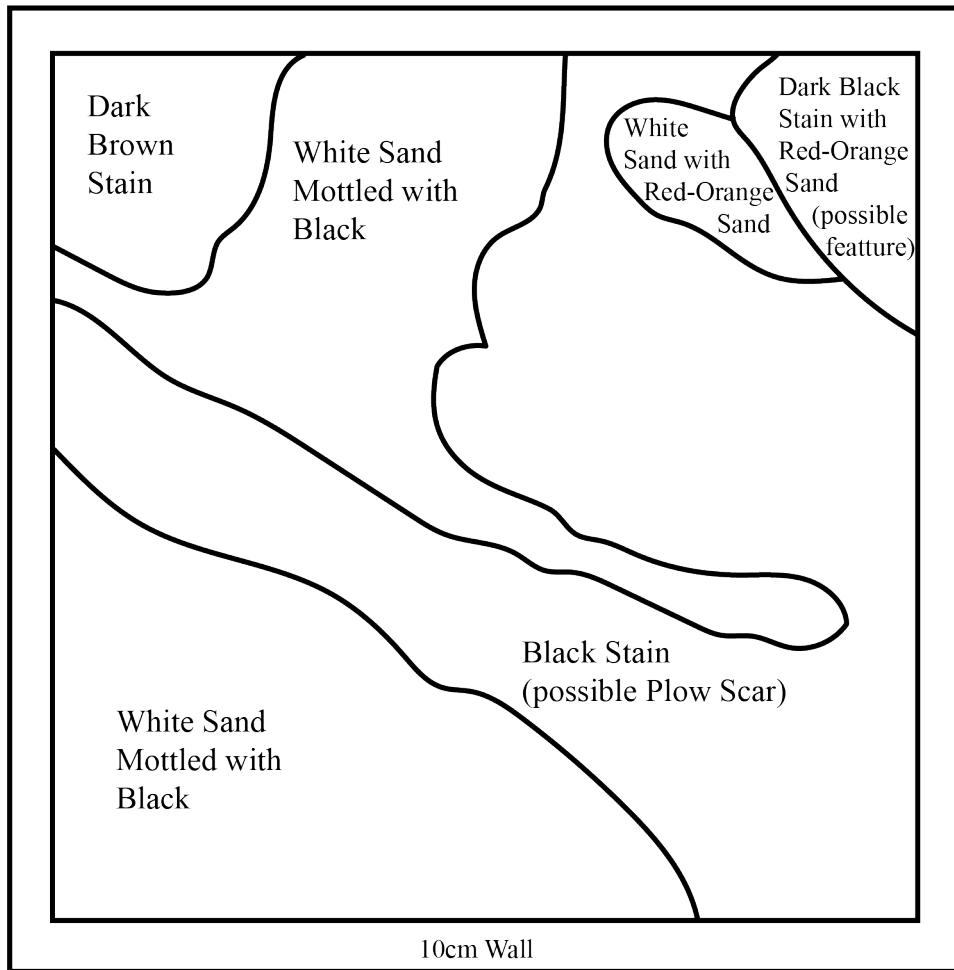 Dark
Brown
Stain
White Sand
Mottled with
Black
White
Sand with
Red-Orange
Sand
Dark Black
Stain with
Red-Orange
Sand
(possible
featture)
Black Stain
(possible Plow Scar)
White Sand
Mottled with
Black
10cm Wall